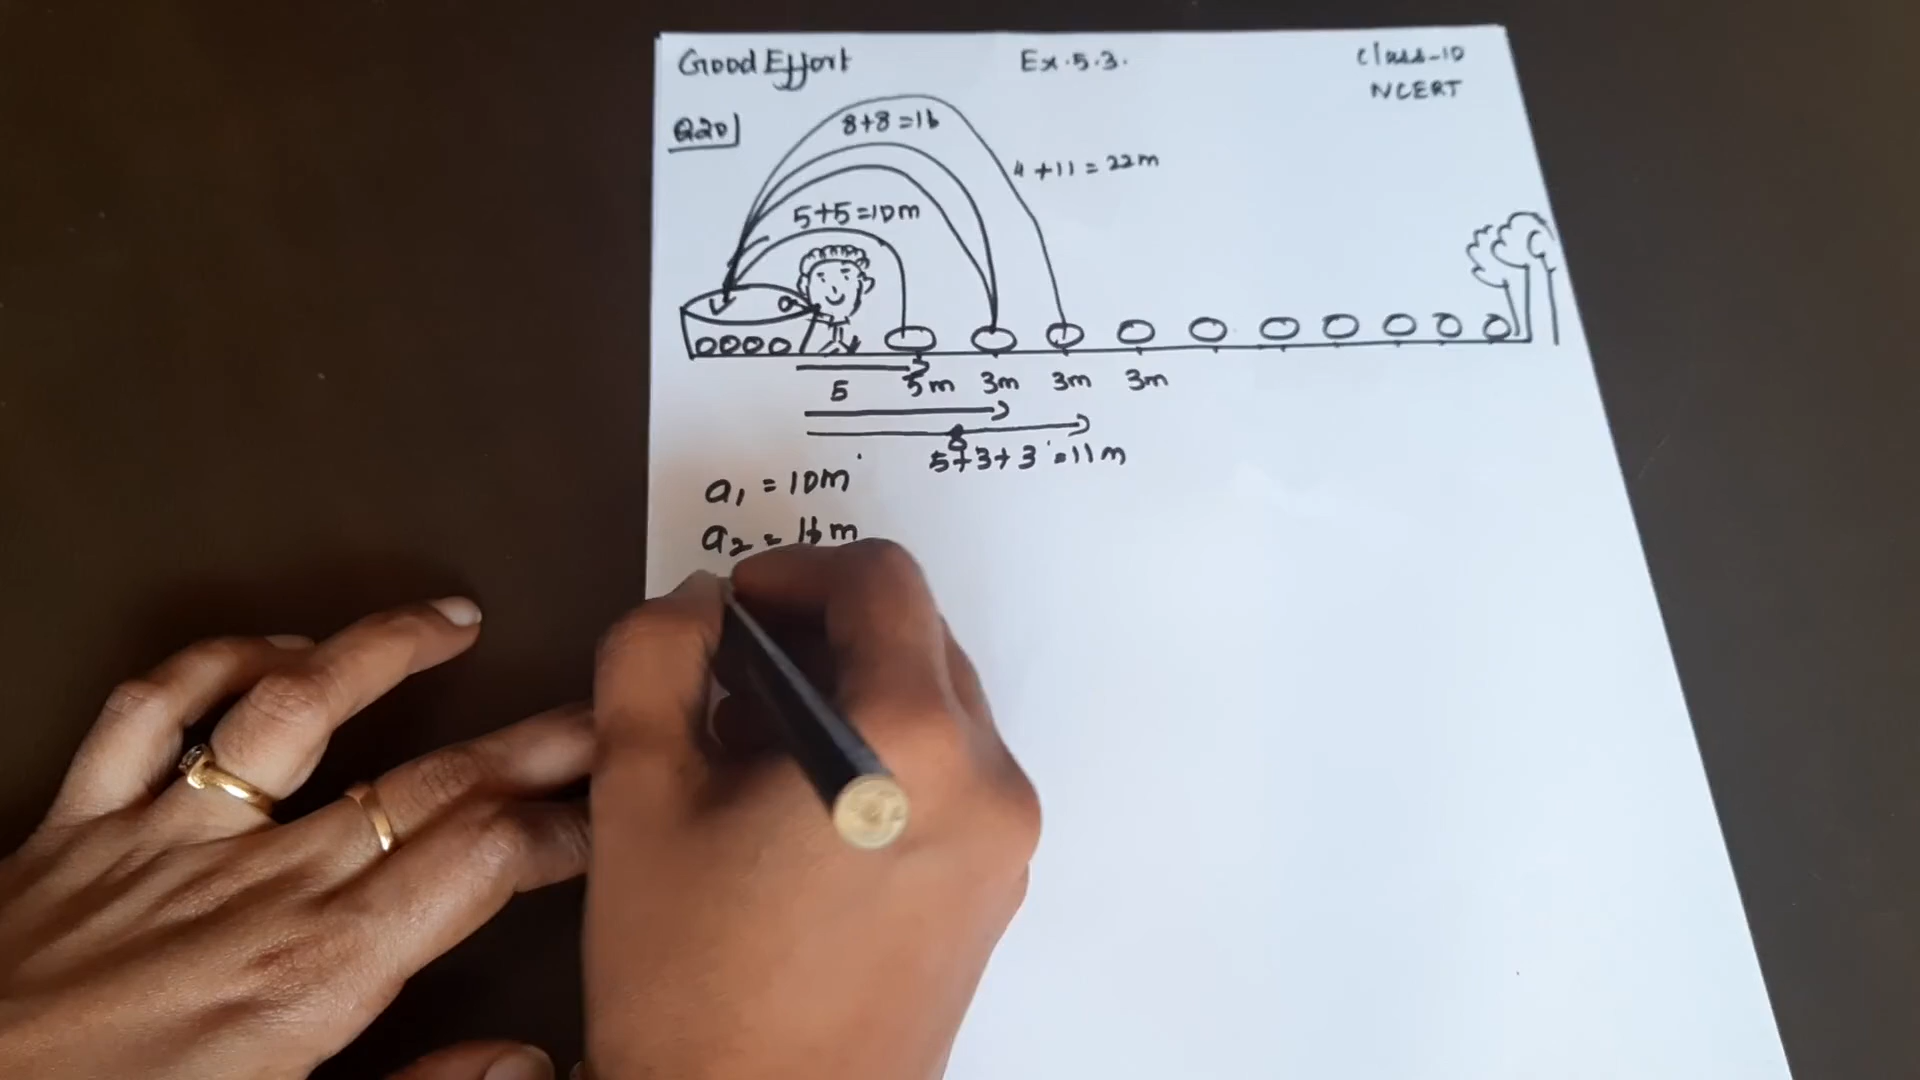 Good Effort
Ex.5.3.
Class-10
NCERT
Q20
8+8=16
4+11=22m
5+5=10m
5
5m
3m
3m
3m
5+3+3=11m
a₁ = 10m
a₂ = 16m